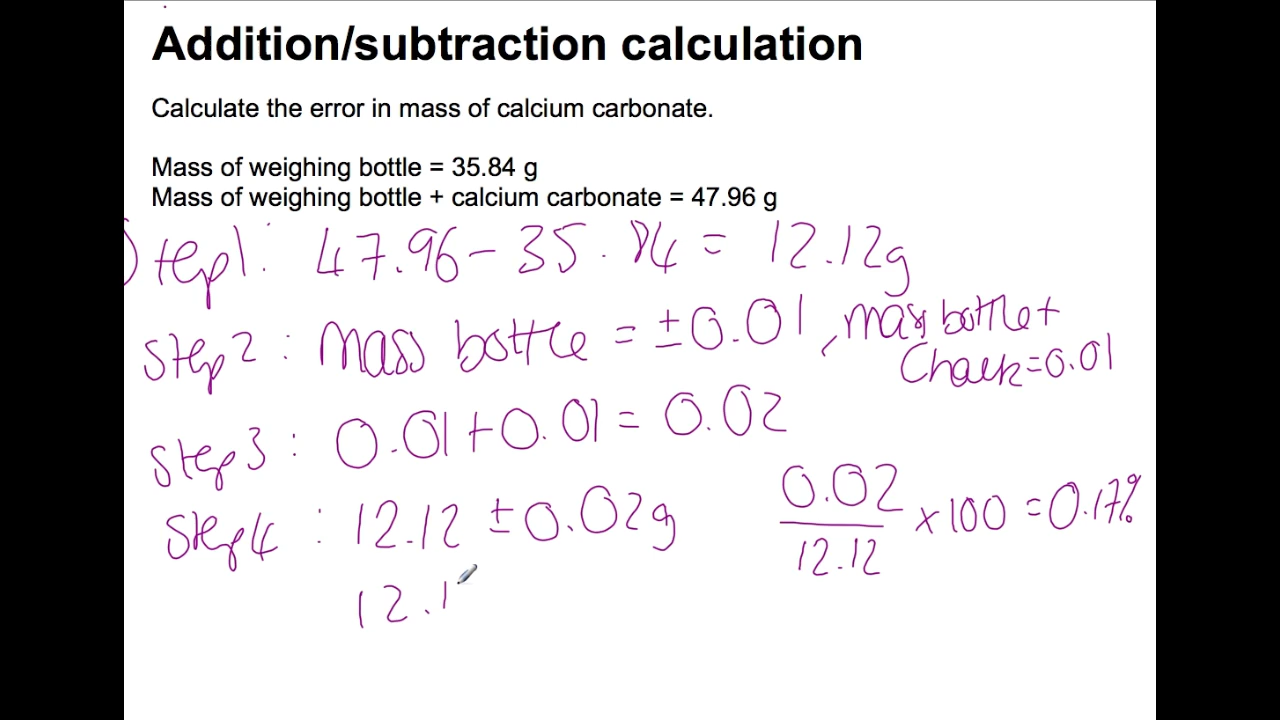 Addition/subtraction calculation
Calculate the error in mass of calcium carbonate.
Mass of weighing bottle = 35.84 g
Mass of weighing bottle + calcium carbonate = 47.96 g
Step1: 47.96 - 35.84 = 12.12g
Step2: Mass bottle = ±0.01, mass bottle +
Chalk = 0.01
Step3: 0.01 + 0.01 = 0.02
Step4: 12.12 ±0.02g
0.02
12.12
× 100 = 0.17%
12.1